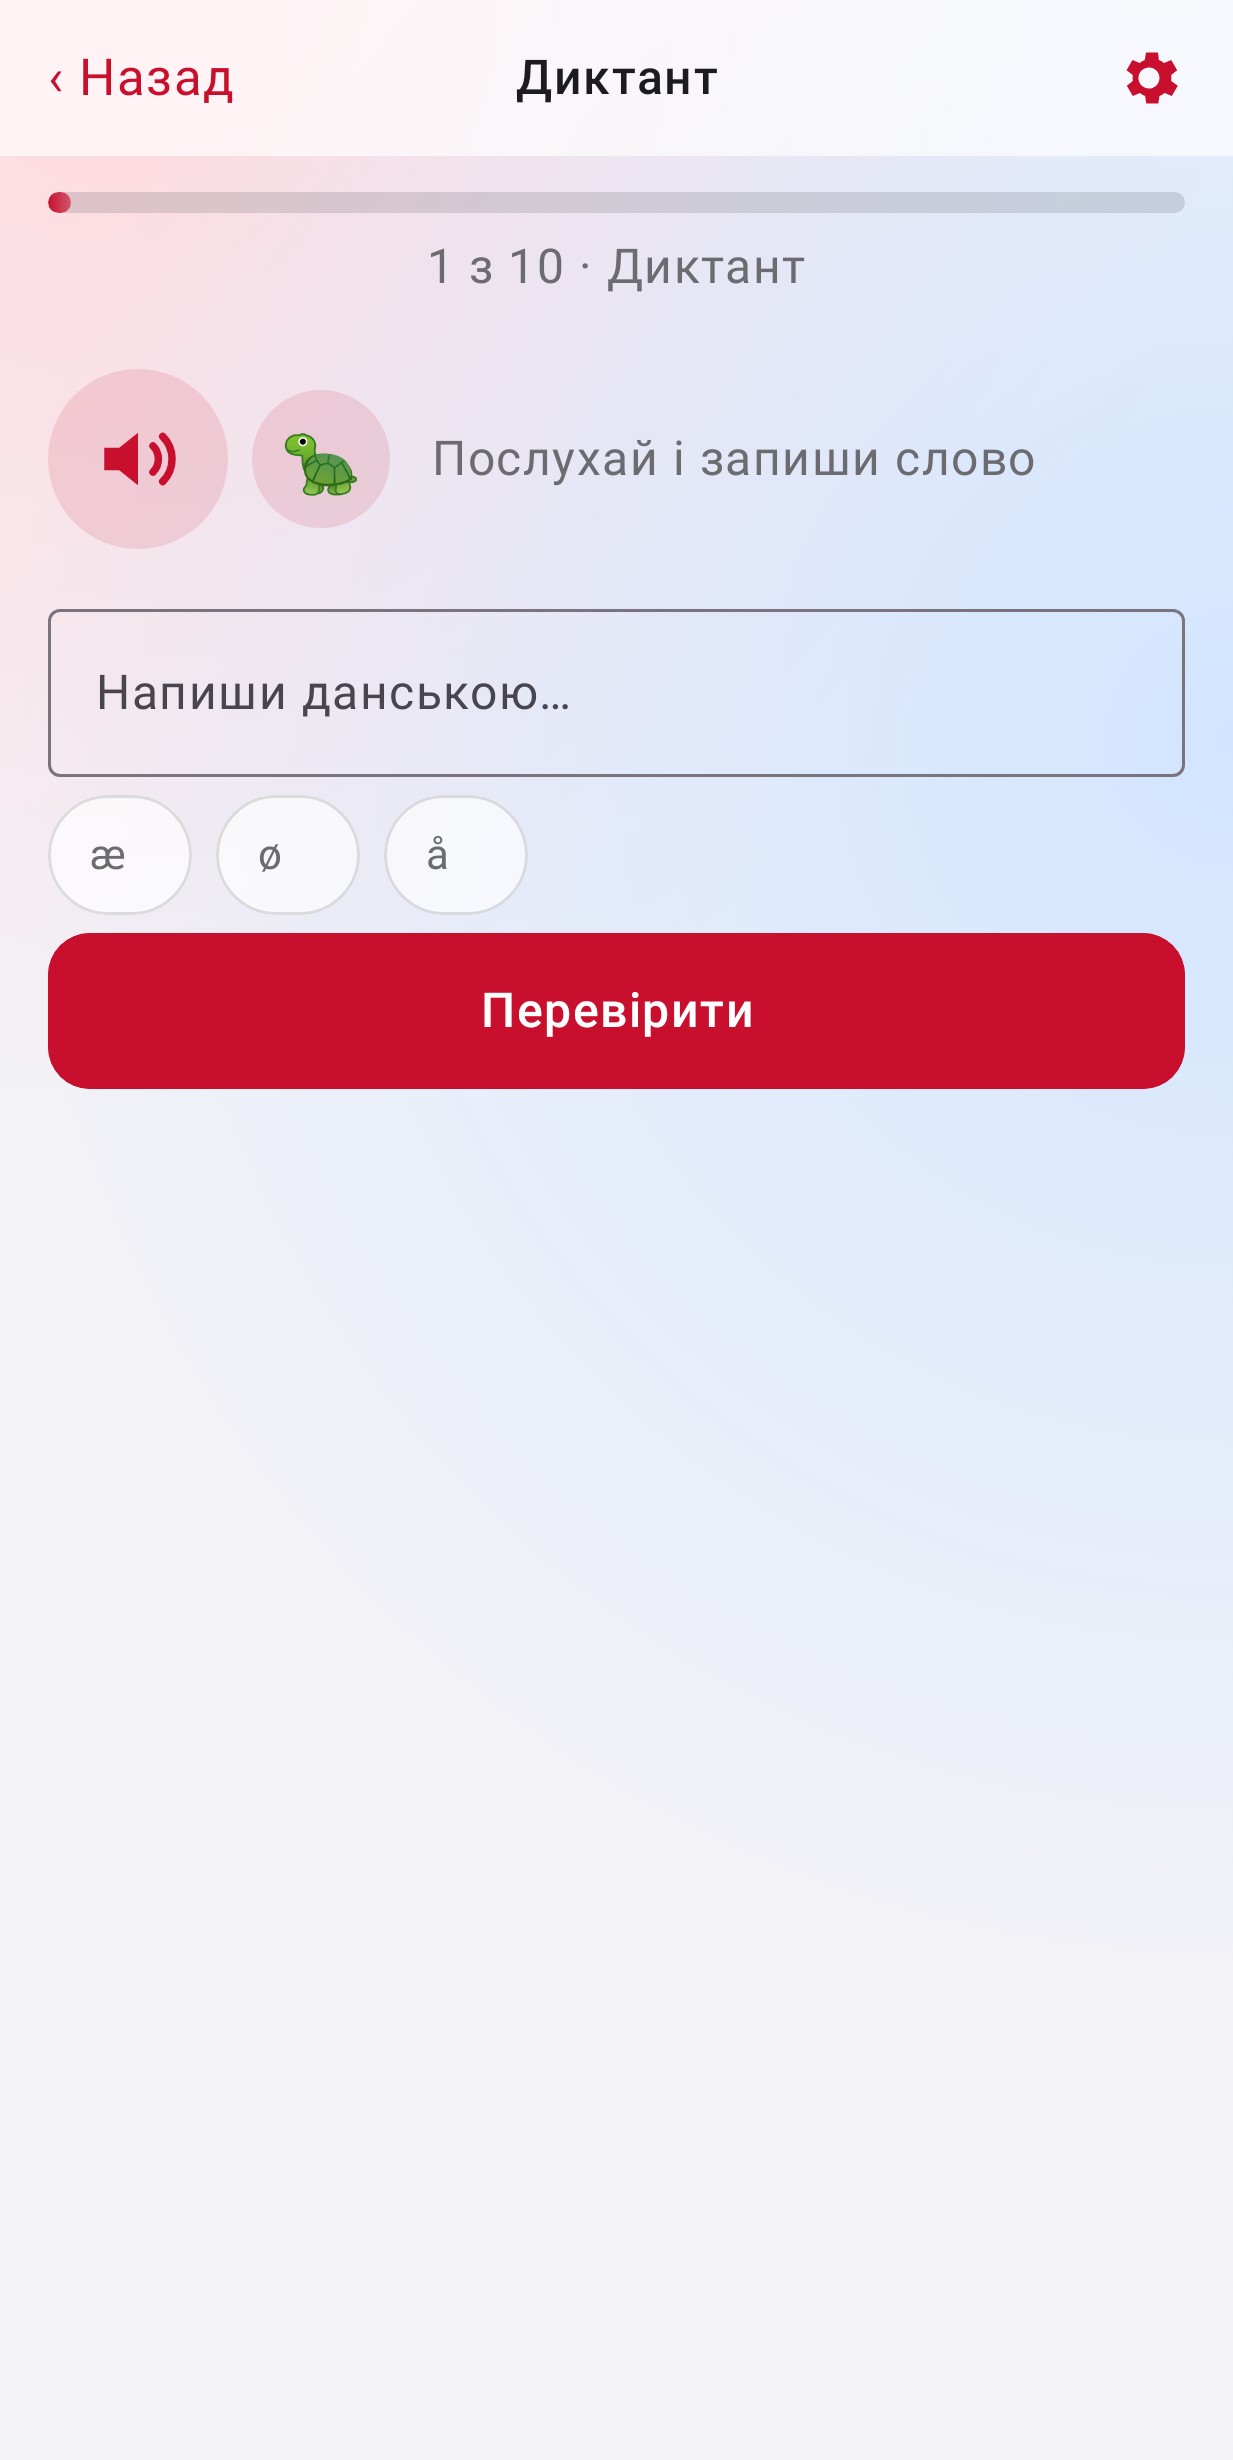 ‹ Назад
Диктант
1 з 10 · Диктант
Послухай і запиши слово
Напиши данською…
æ
ø
å
Перевірити